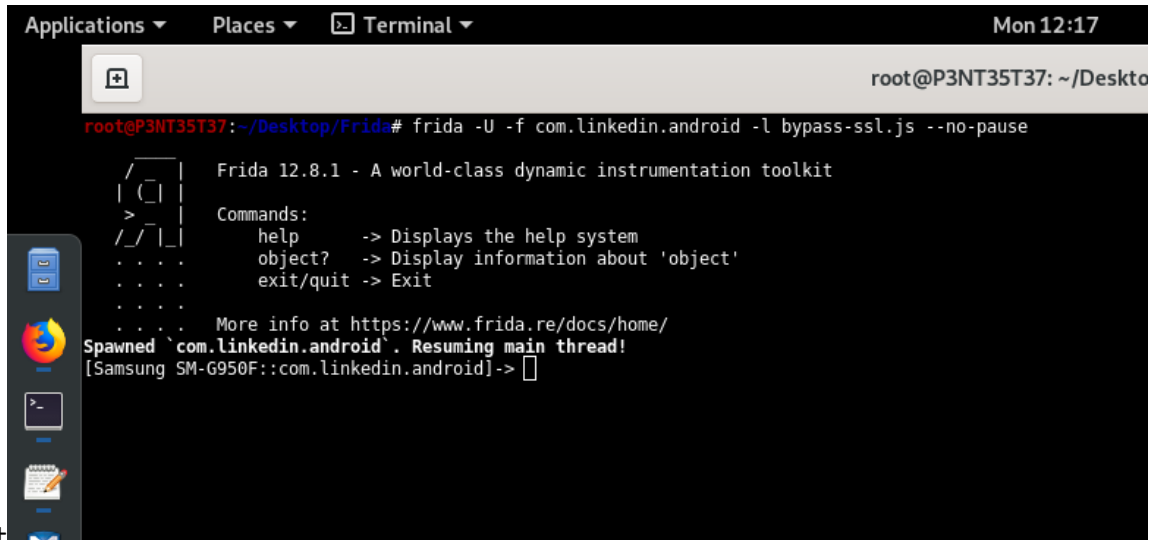 Applications Places Terminal Mon 12:17
root@P3NT35T37: ~/Deskto
root@P3NT35T37:~/Desktop/Frida# frida -U -f com.linkedin.android -l bypass-ssl.js --no-pause
Frida 12.8.1 - A world-class dynamic instrumentation toolkit
Commands:
help -> Displays the help system
object? -> Display information about 'object'
exit/quit -> Exit
More info at https://www.frida.re/docs/home/
Spawned `com.linkedin.android`. Resuming main thread!
[Samsung SM-G950F::com.linkedin.android]->